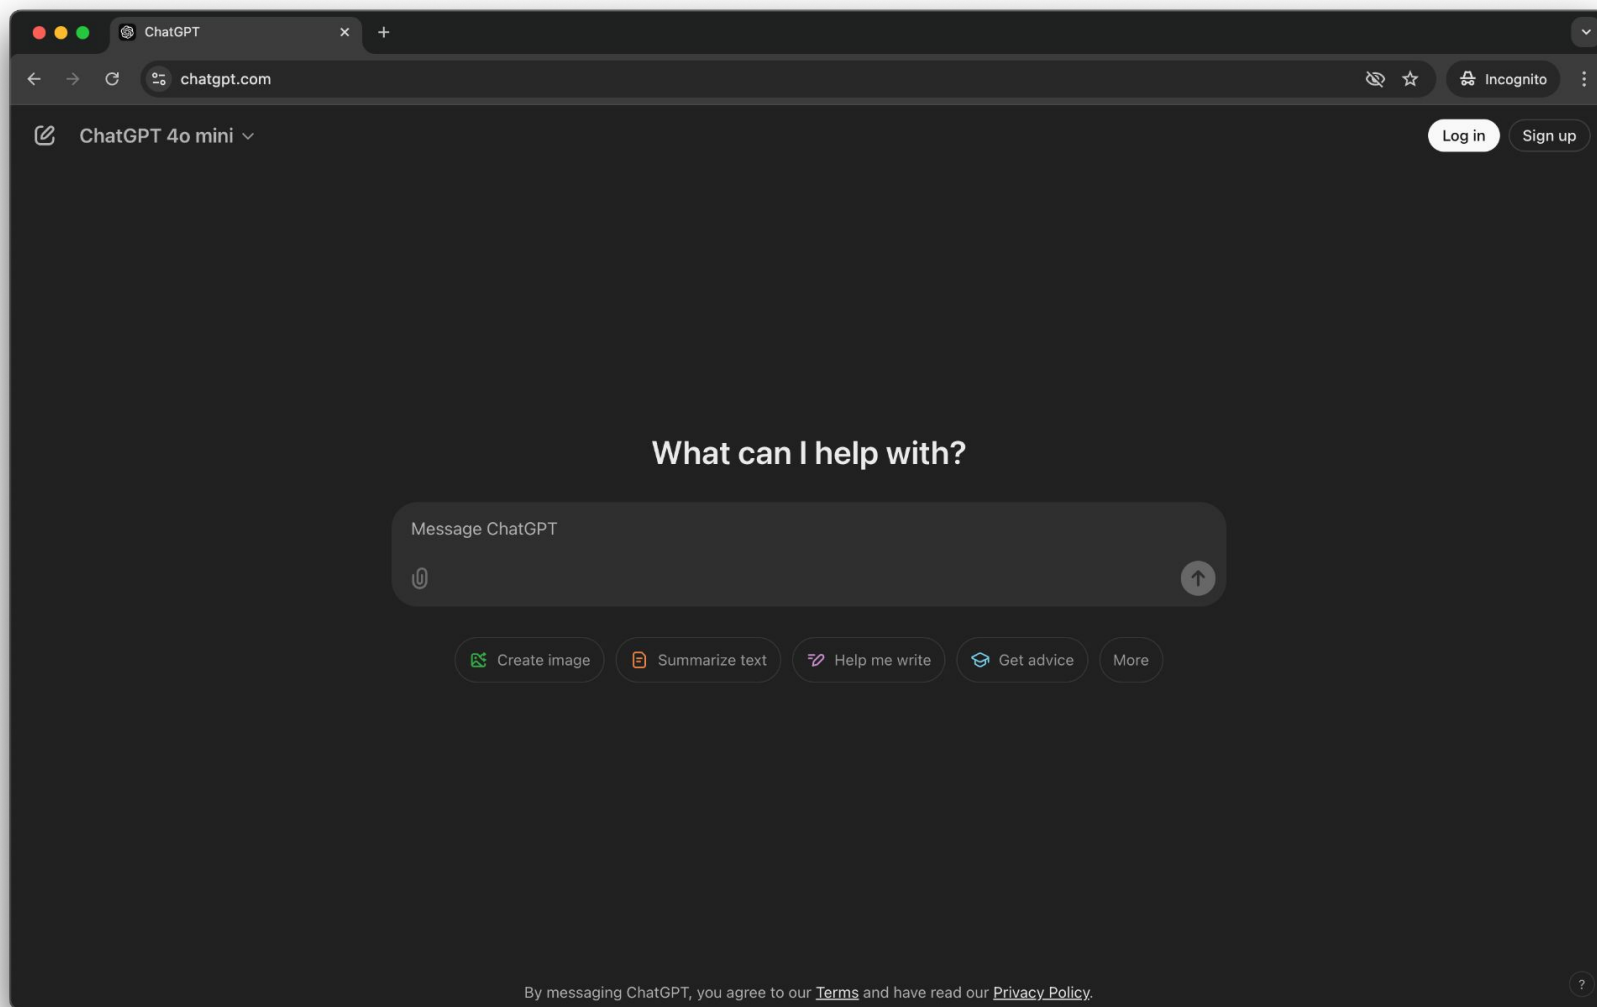 ChatGPT
chatgpt.com
Incognito
ChatGPT 4o mini
Log in
Sign up
What can I help with?
Message ChatGPT
Create image
Summarize text
Help me write
Get advice
More
By messaging ChatGPT, you agree to our Terms and have read our Privacy Policy.
?